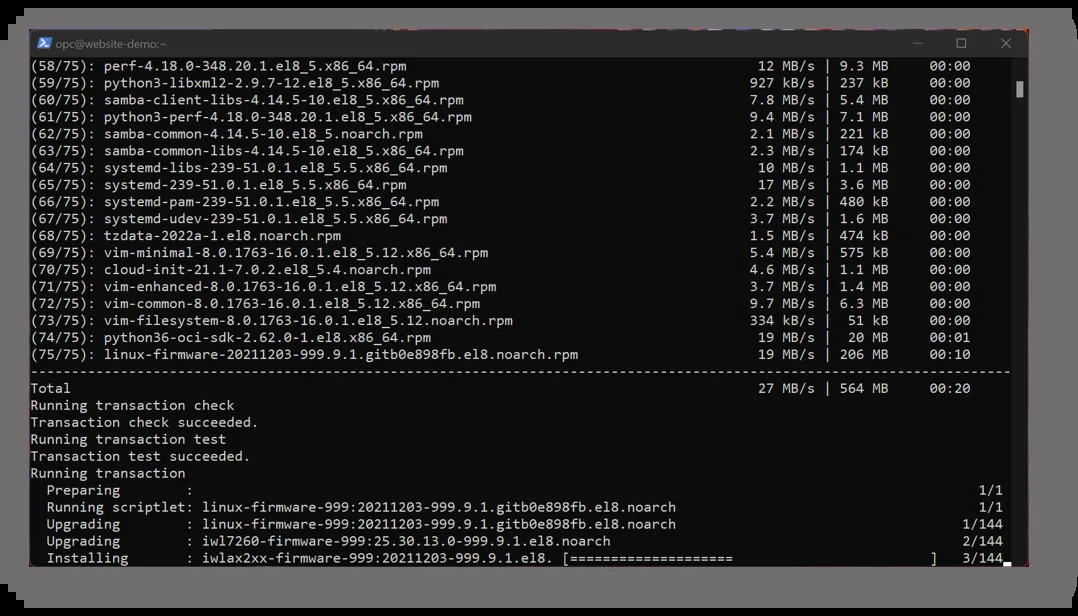 opc@website-demo:~
(58/75): perf-4.18.0-348.20.1.el8_5.x86_64.rpm 12 MB/s | 9.3 MB 00:00
(59/75): python3-libxml2-2.9.7-12.el8_5.x86_64.rpm 927 kB/s | 237 kB 00:00
(60/75): samba-client-libs-4.14.5-10.el8_5.x86_64.rpm 7.8 MB/s | 5.4 MB 00:00
(61/75): python3-perf-4.18.0-348.20.1.el8_5.x86_64.rpm 9.4 MB/s | 7.1 MB 00:00
(62/75): samba-common-4.14.5-10.el8_5.noarch.rpm 2.1 MB/s | 221 kB 00:00
(63/75): samba-common-libs-4.14.5-10.el8_5.x86_64.rpm 2.3 MB/s | 174 kB 00:00
(64/75): systemd-libs-239-51.0.1.el8_5.5.x86_64.rpm 10 MB/s | 1.1 MB 00:00
(65/75): systemd-239-51.0.1.el8_5.5.x86_64.rpm 17 MB/s | 3.6 MB 00:00
(66/75): systemd-pam-239-51.0.1.el8_5.5.x86_64.rpm 2.2 MB/s | 480 kB 00:00
(67/75): systemd-udev-239-51.0.1.el8_5.5.x86_64.rpm 3.7 MB/s | 1.6 MB 00:00
(68/75): tzdata-2022a-1.el8.noarch.rpm 1.5 MB/s | 474 kB 00:00
(69/75): vim-minimal-8.0.1763-16.0.1.el8_5.12.x86_64.rpm 5.4 MB/s | 575 kB 00:00
(70/75): cloud-init-21.1-7.0.2.el8_5.4.noarch.rpm 4.6 MB/s | 1.1 MB 00:00
(71/75): vim-enhanced-8.0.1763-16.0.1.el8_5.12.x86_64.rpm 3.7 MB/s | 1.4 MB 00:00
(72/75): vim-common-8.0.1763-16.0.1.el8_5.12.x86_64.rpm 9.7 MB/s | 6.3 MB 00:00
(73/75): vim-filesystem-8.0.1763-16.0.1.el8_5.12.noarch.rpm 334 kB/s | 51 kB 00:00
(74/75): python36-oci-sdk-2.62.0-1.el8.x86_64.rpm 19 MB/s | 20 MB 00:01
(75/75): linux-firmware-20211203-999.9.1.gitb0e898fb.el8.noarch.rpm 19 MB/s | 206 MB 00:10
--------------------------------------------------------------------------------
Total 27 MB/s | 564 MB 00:20
Running transaction check
Transaction check succeeded.
Running transaction test
Transaction test succeeded.
Running transaction
Preparing : 1/1
Running scriptlet: linux-firmware-999:20211203-999.9.1.gitb0e898fb.el8.noarch 1/1
Upgrading : linux-firmware-999:20211203-999.9.1.gitb0e898fb.el8.noarch 1/144
Upgrading : iwl7260-firmware-999:25.30.13.0-999.9.1.el8.noarch 2/144
Installing : iwlax2xx-firmware-999:20211203-999.9.1.el8. [==================== ] 3/144